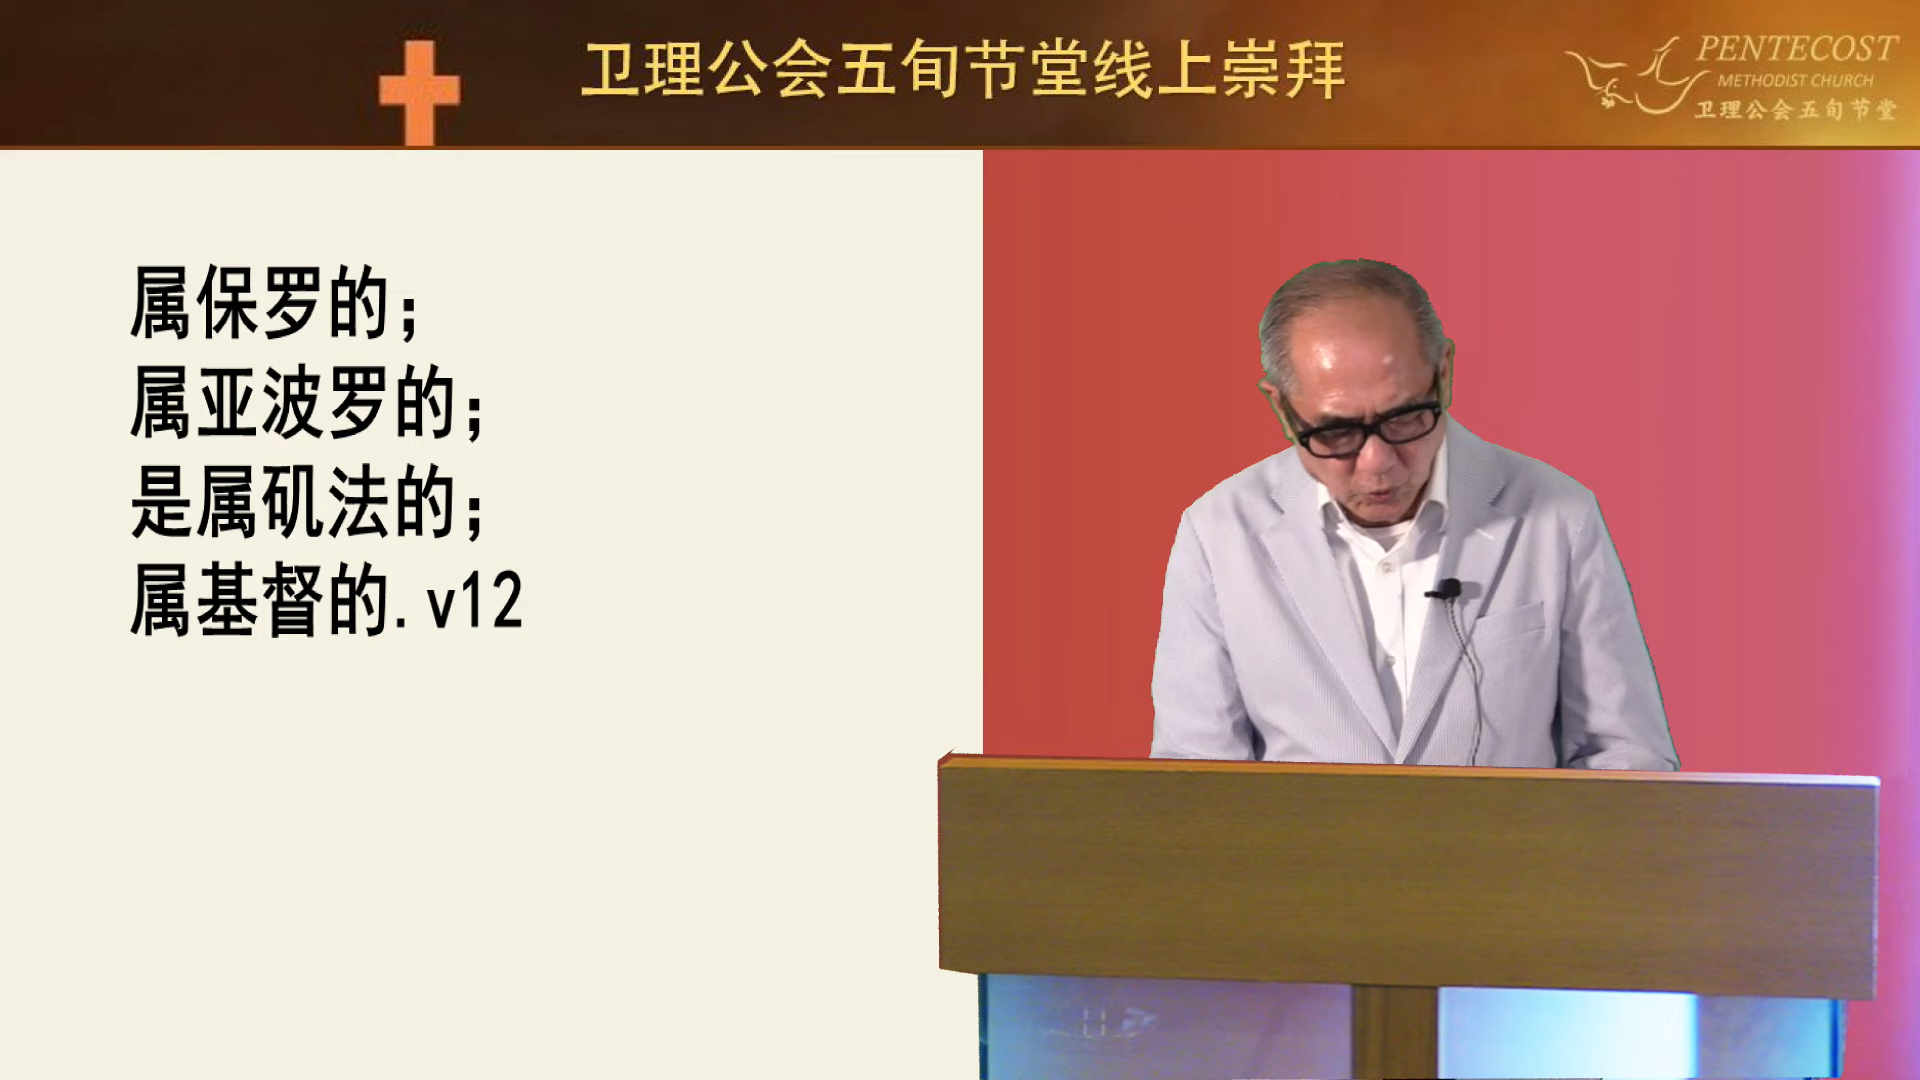 卫理公会五旬节堂线上崇拜
PENTECOST
METHODIST CHURCH
卫理公会五旬节堂
属保罗的；
属亚波罗的；
是属矶法的；
属基督的. v12